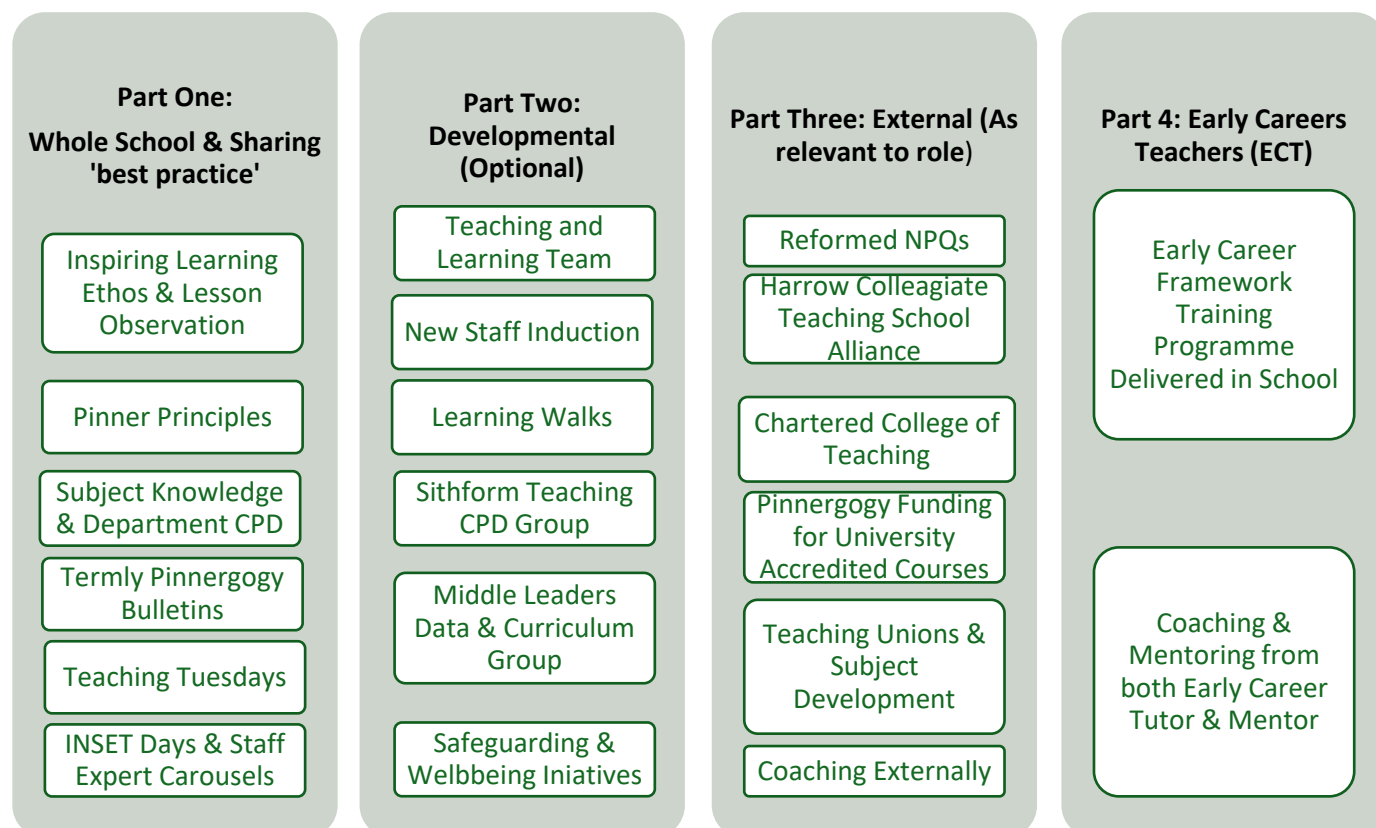 Part One:
Whole School & Sharing
'best practice'
Inspiring Learning
Ethos & Lesson
Observation
Pinner Principles
Subject Knowledge
& Department CPD
Termly Pinnergogy
Bulletins
Teaching Tuesdays
INSET Days & Staff
Expert Carousels
Part Two:
Developmental
(Optional)
Teaching and
Learning Team
New Staff Induction
Learning Walks
Sithform Teaching
CPD Group
Middle Leaders
Data & Curriculum
Group
Safeguarding &
Welbbeing Iniatives
Part Three: External (As
relevant to role)
Reformed NPQs
Harrow Colleagiate
Teaching School
Alliance
Chartered College of
Teaching
Pinnergogy Funding
for University
Accredited Courses
Teaching Unions &
Subject
Development
Coaching Externally
Part 4: Early Careers
Teachers (ECT)
Early Career
Framework
Training
Programme
Delivered in School
Coaching &
Mentoring from
both Early Career
Tutor & Mentor